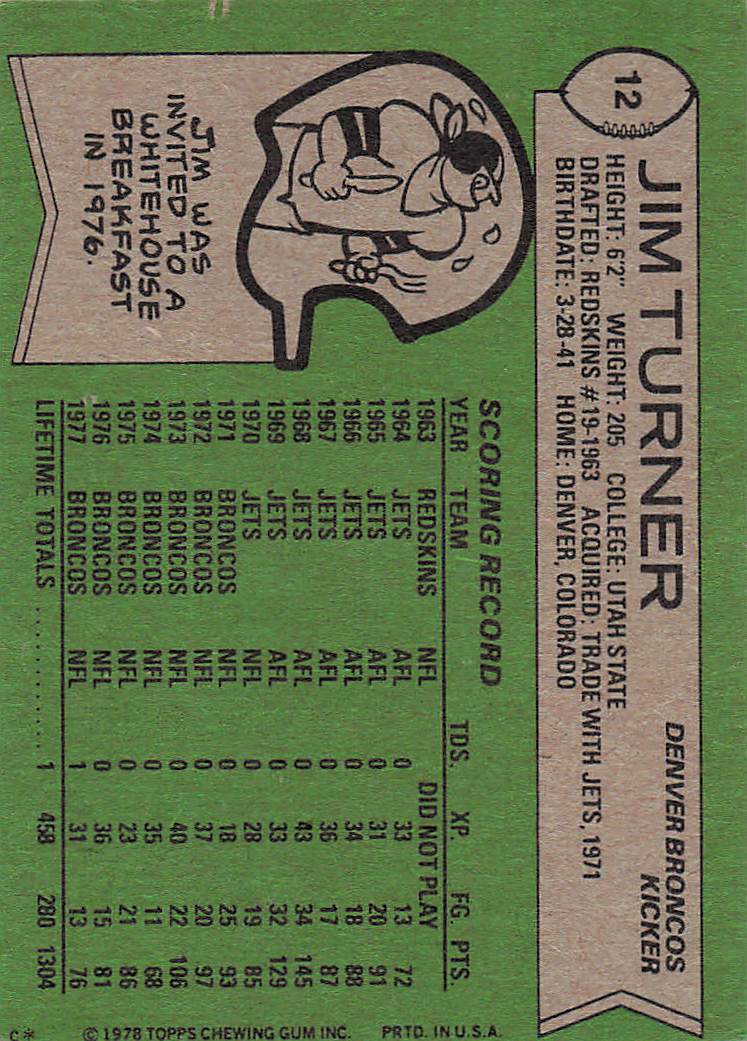 12
JIM TURNER
DENVER BRONCOS
KICKER
HEIGHT: 6'2" WEIGHT: 205 COLLEGE: UTAH STATE
DRAFTED: REDSKINS #19-1963 ACQUIRED: TRADE WITH JETS, 1971
BIRTHDATE: 3-28-41 HOME: DENVER, COLORADO
JIM WAS
INVITED TO A
WHITEHOUSE
BREAKFAST
IN 1976.
SCORING RECORD
YEAR TEAM TDS. XP. FG. PTS.
1963 REDSKINS NFL DID NOT PLAY
1964 JETS AFL 0 33 13 72
1965 JETS AFL 0 31 20 91
1966 JETS AFL 0 34 18 88
1967 JETS AFL 0 36 17 87
1968 JETS AFL 0 43 34 145
1969 JETS AFL 0 33 32 129
1970 JETS NFL 0 28 19 85
1971 BRONCOS NFL 0 18 25 93
1972 BRONCOS NFL 0 37 20 97
1973 BRONCOS NFL 0 40 22 106
1974 BRONCOS NFL 0 35 11 68
1975 BRONCOS NFL 0 23 21 86
1976 BRONCOS NFL 0 36 15 81
1977 BRONCOS NFL 1 31 13 76
LIFETIME TOTALS .......... 1 458 280 1304
C* © 1978 TOPPS CHEWING GUM INC. PRTD. IN U.S.A.